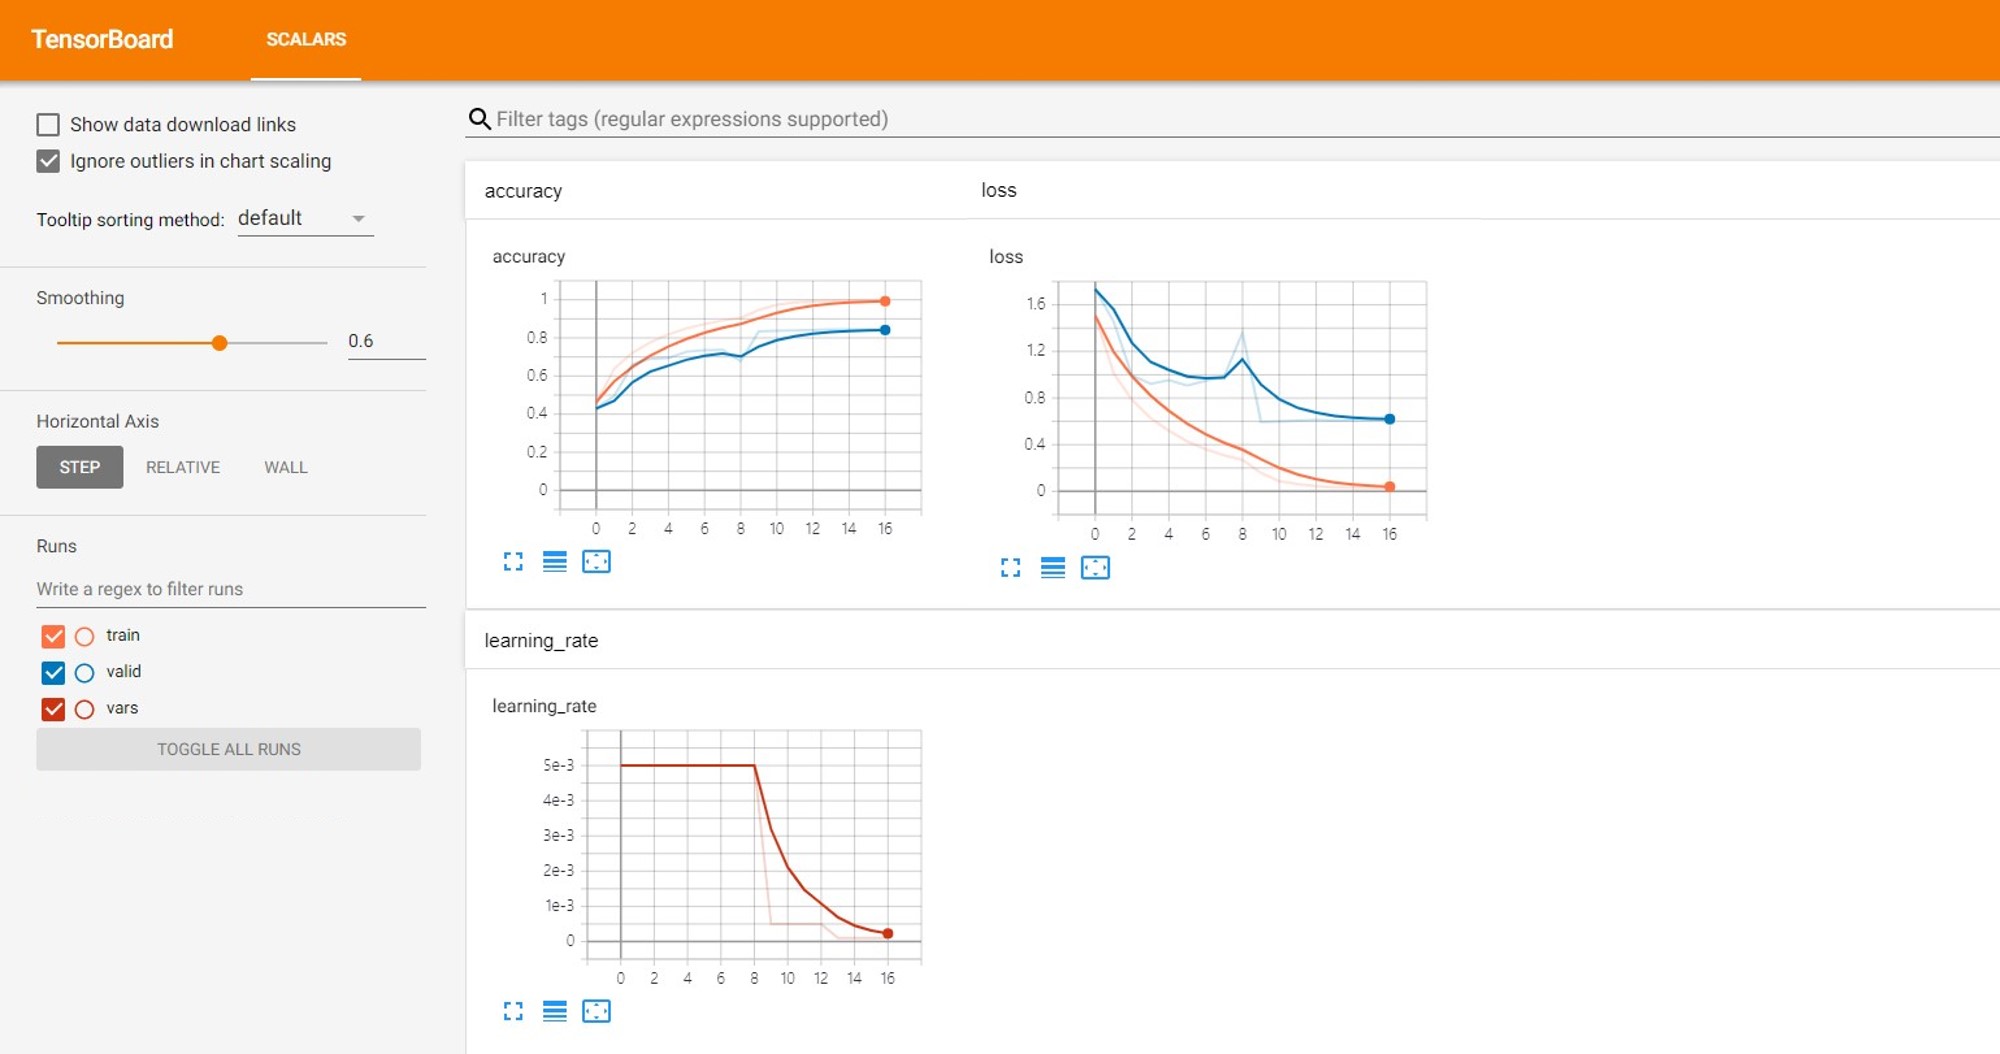 TensorBoard SCALARS
Show data download links
Ignore outliers in chart scaling
Tooltip sorting method: default
Smoothing
0.6
Horizontal Axis
STEP RELATIVE WALL
Runs
Write a regex to filter runs
train
valid
vars
TOGGLE ALL RUNS
Filter tags (regular expressions supported)
accuracy loss
accuracy
1
0.8
0.6
0.4
0.2
0
0 2 4 6 8 10 12 14 16
loss
1.6
1.2
0.8
0.4
0
0 2 4 6 8 10 12 14 16
learning_rate
learning_rate
5e-3
4e-3
3e-3
2e-3
1e-3
0
0 2 4 6 8 10 12 14 16